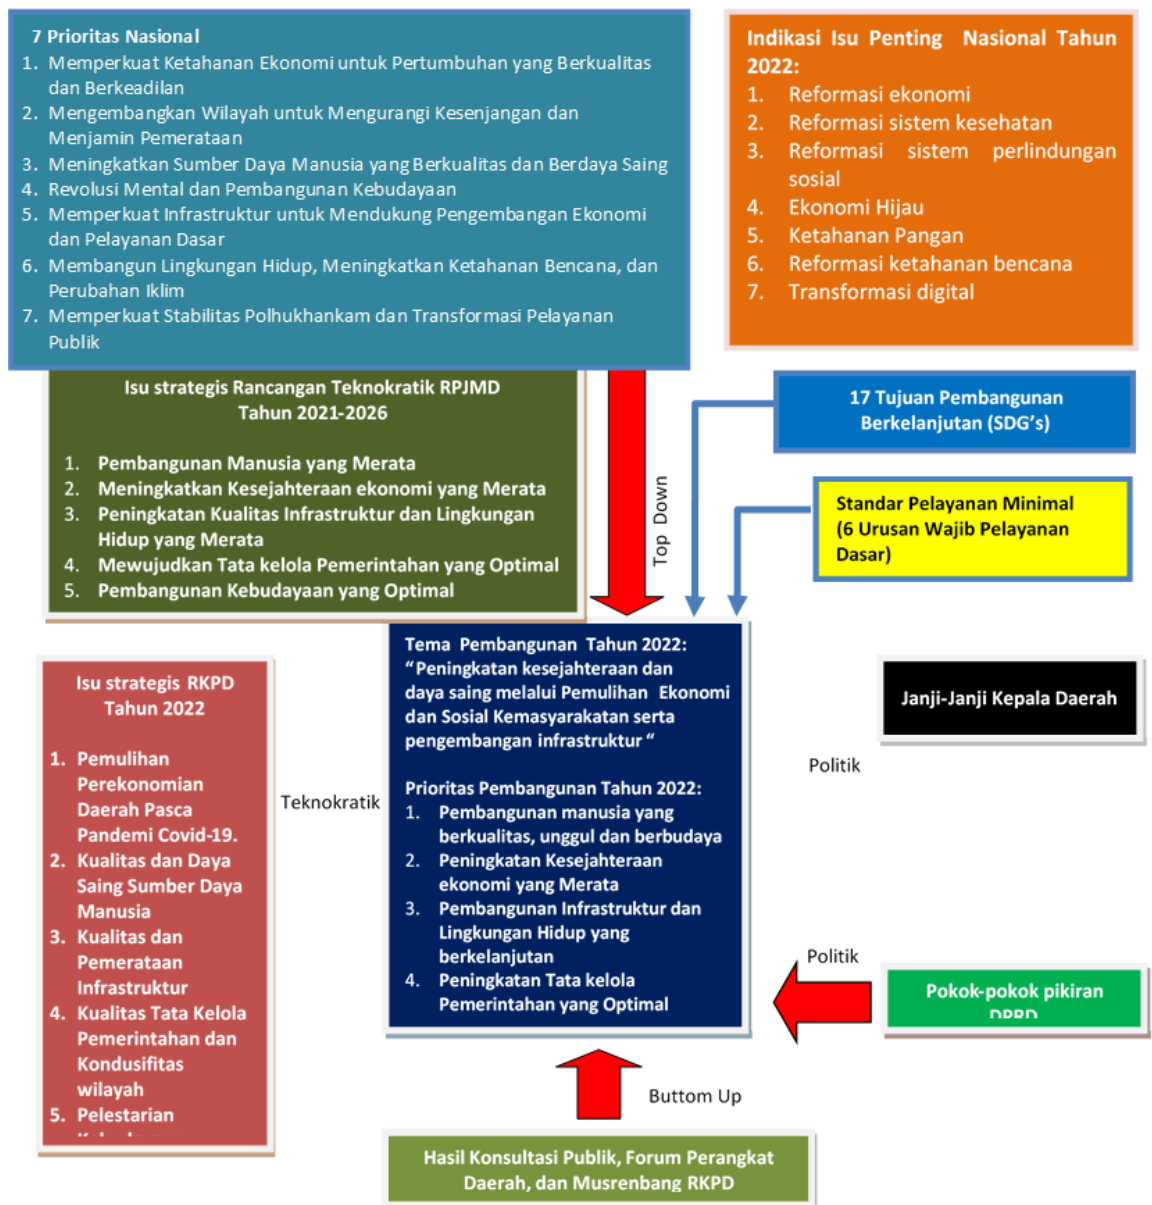 7 Prioritas Nasional
1. Memperkuat Ketahanan Ekonomi untuk Pertumbuhan yang Berkualitas
dan Berkeadilan
2. Mengembangkan Wilayah untuk Mengurangi Kesenjangan dan
Menjamin Pemerataan
3. Meningkatkan Sumber Daya Manusia yang Berkualitas dan Berdaya Saing
4. Revolusi Mental dan Pembangunan Kebudayaan
5. Memperkuat Infrastruktur untuk Mendukung Pengembangan Ekonomi
dan Pelayanan Dasar
6. Membangun Lingkungan Hidup, Meningkatkan Ketahanan Bencana, dan
Perubahan Iklim
7. Memperkuat Stabilitas Polhukhankam dan Transformasi Pelayanan
Publik
Indikasi Isu Penting Nasional Tahun
2022:
1. Reformasi ekonomi
2. Reformasi sistem kesehatan
3. Reformasi sistem perlindungan
sosial
4. Ekonomi Hijau
5. Ketahanan Pangan
6. Reformasi ketahanan bencana
7. Transformasi digital
Isu strategis Rancangan Teknokratik RPJMD
Tahun 2021-2026
1. Pembangunan Manusia yang Merata
2. Meningkatkan Kesejahteraan ekonomi yang Merata
3. Peningkatan Kualitas Infrastruktur dan Lingkungan
Hidup yang Merata
4. Mewujudkan Tata kelola Pemerintahan yang Optimal
5. Pembangunan Kebudayaan yang Optimal
Top Down
17 Tujuan Pembangunan
Berkelanjutan (SDG's)
Standar Pelayanan Minimal
(6 Urusan Wajib Pelayanan
Dasar)
Isu strategis RKPD
Tahun 2022
1. Pemulihan
Perekonomian
Daerah Pasca
Pandemi Covid-19.
2. Kualitas dan Daya
Saing Sumber Daya
Manusia
3. Kualitas dan
Pemerataan
Infrastruktur
4. Kualitas Tata Kelola
Pemerintahan dan
Kondusifitas
wilayah
5. Pelestarian
Teknokratik
Tema Pembangunan Tahun 2022:
"Peningkatan kesejahteraan dan
daya saing melalui Pemulihan Ekonomi
dan Sosial Kemasyarakatan serta
pengembangan infrastruktur "
Prioritas Pembangunan Tahun 2022:
1. Pembangunan manusia yang
berkualitas, unggul dan berbudaya
2. Peningkatan Kesejahteraan
ekonomi yang Merata
3. Pembangunan Infrastruktur dan
Lingkungan Hidup yang
berkelanjutan
4. Peningkatan Tata kelola
Pemerintahan yang Optimal
Janji-Janji Kepala Daerah
Politik
Politik
Pokok-pokok pikiran
DPRD
Buttom Up
Hasil Konsultasi Publik, Forum Perangkat
Daerah, dan Musrenbang RKPD